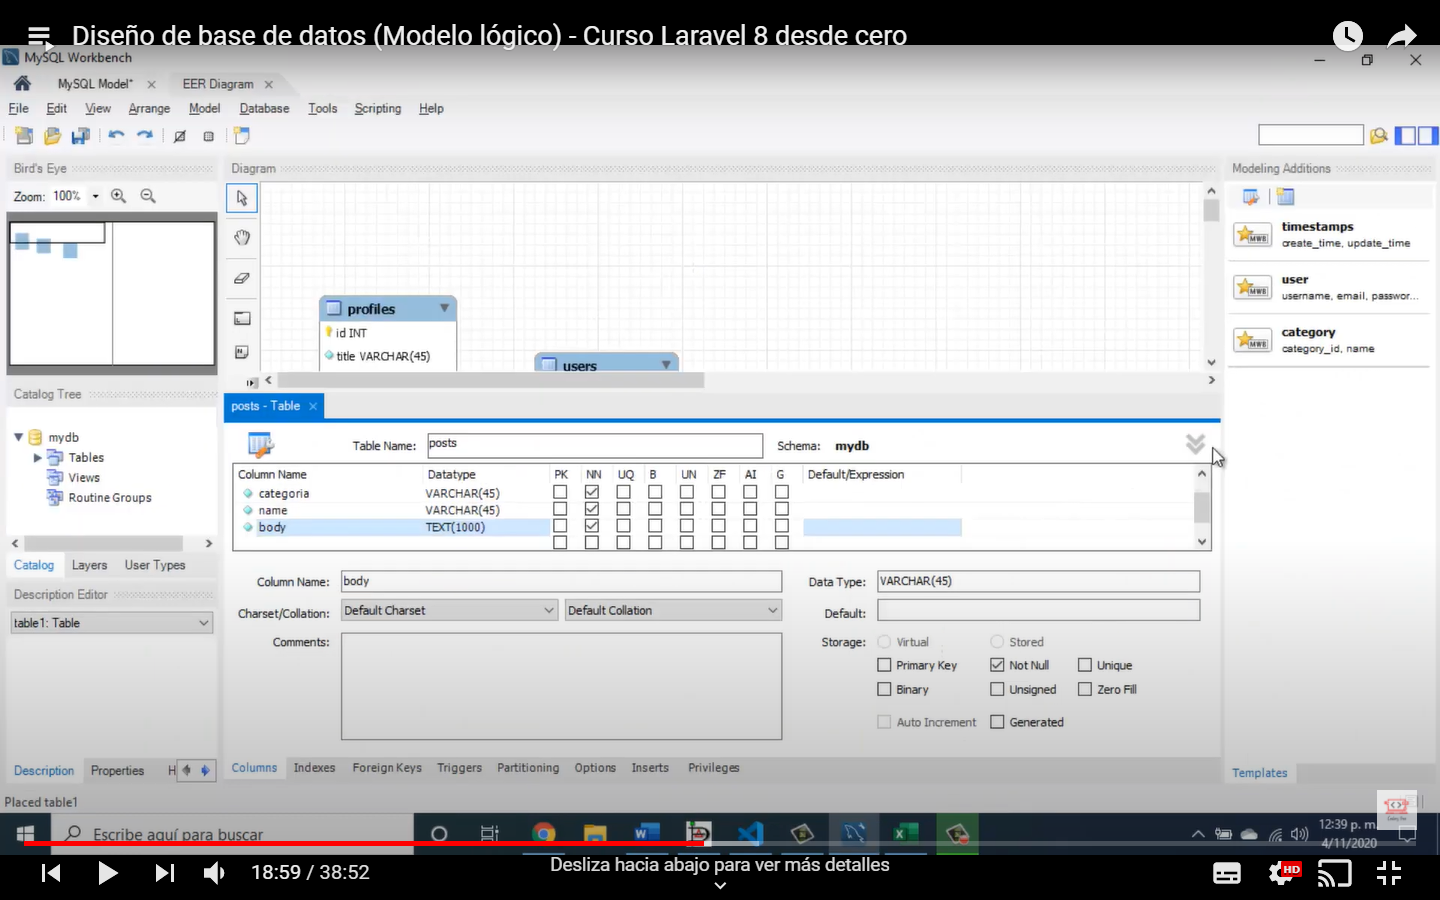 Diseño de base de datos (Modelo lógico) - Curso Laravel 8 desde cero
MySQL Workbench
MySQL Model*
EER Diagram
File Edit View Arrange Model Database Tools Scripting Help
Bird's Eye
Zoom: 100%
Diagram
Modeling Additions
timestamps
create_time, update_time
user
username, email, passwor...
category
category_id, name
profiles
id INT
title VARCHAR(45)
users
Catalog Tree
mydb
Tables
Views
Routine Groups
Catalog Layers User Types
Description Editor
table1: Table
Description Properties H
posts - Table
Table Name: posts
Schema: mydb
Column Name Datatype PK NN UQ B UN ZF AI G Default/Expression
categoria VARCHAR(45)
name VARCHAR(45)
body TEXT(1000)
Column Name: body
Data Type: VARCHAR(45)
Charset/Collation: Default Charset Default Collation
Default:
Comments:
Storage: Virtual Stored
Primary Key Not Null Unique
Binary Unsigned Zero Fill
Auto Increment Generated
Columns Indexes Foreign Keys Triggers Partitioning Options Inserts Privileges
Templates
Placed table1
Escribe aquí para buscar
12:39 p. m.
4/11/2020
18:59 / 38:52
Desliza hacia abajo para ver más detalles
HD